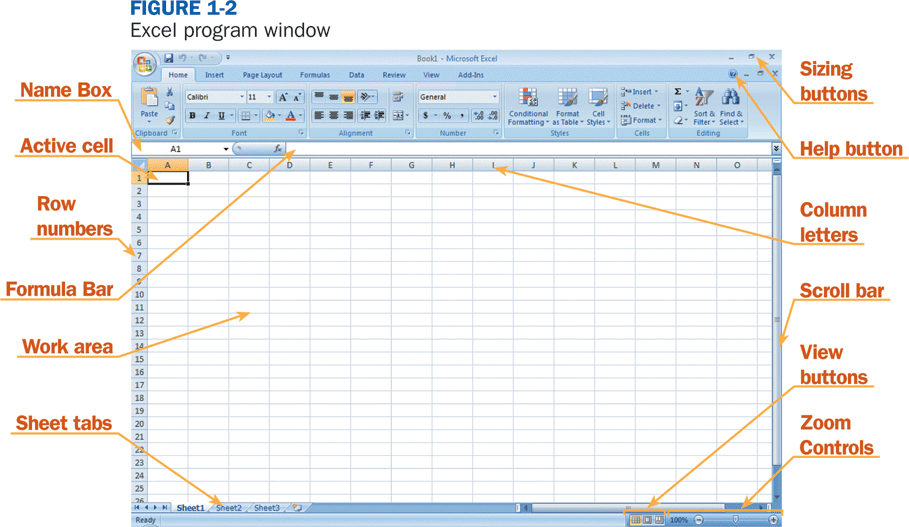 FIGURE 1-2
Excel program window
Book1 - Microsoft Excel
Home Insert Page Layout Formulas Data Review View Add-Ins
Paste
Clipboard
Calibri 11 A A
B I U A
Font
Alignment
General
$ % ,
Number
Conditional Formatting
Format as Table
Cell Styles
Styles
Insert
Delete
Format
Cells
Σ
Sort & Filter
Find & Select
Editing
A1 fx
A B C D E F G H I J K L M N O
1
2
3
4
5
6
7
8
9
10
11
12
13
14
15
16
17
18
19
20
21
22
23
24
25
26
Sheet1 Sheet2 Sheet3
Ready 100%
Name Box
Active cell
Row
numbers
Formula Bar
Work area
Sheet tabs
Sizing
buttons
Help button
Column
letters
Scroll bar
View
buttons
Zoom
Controls